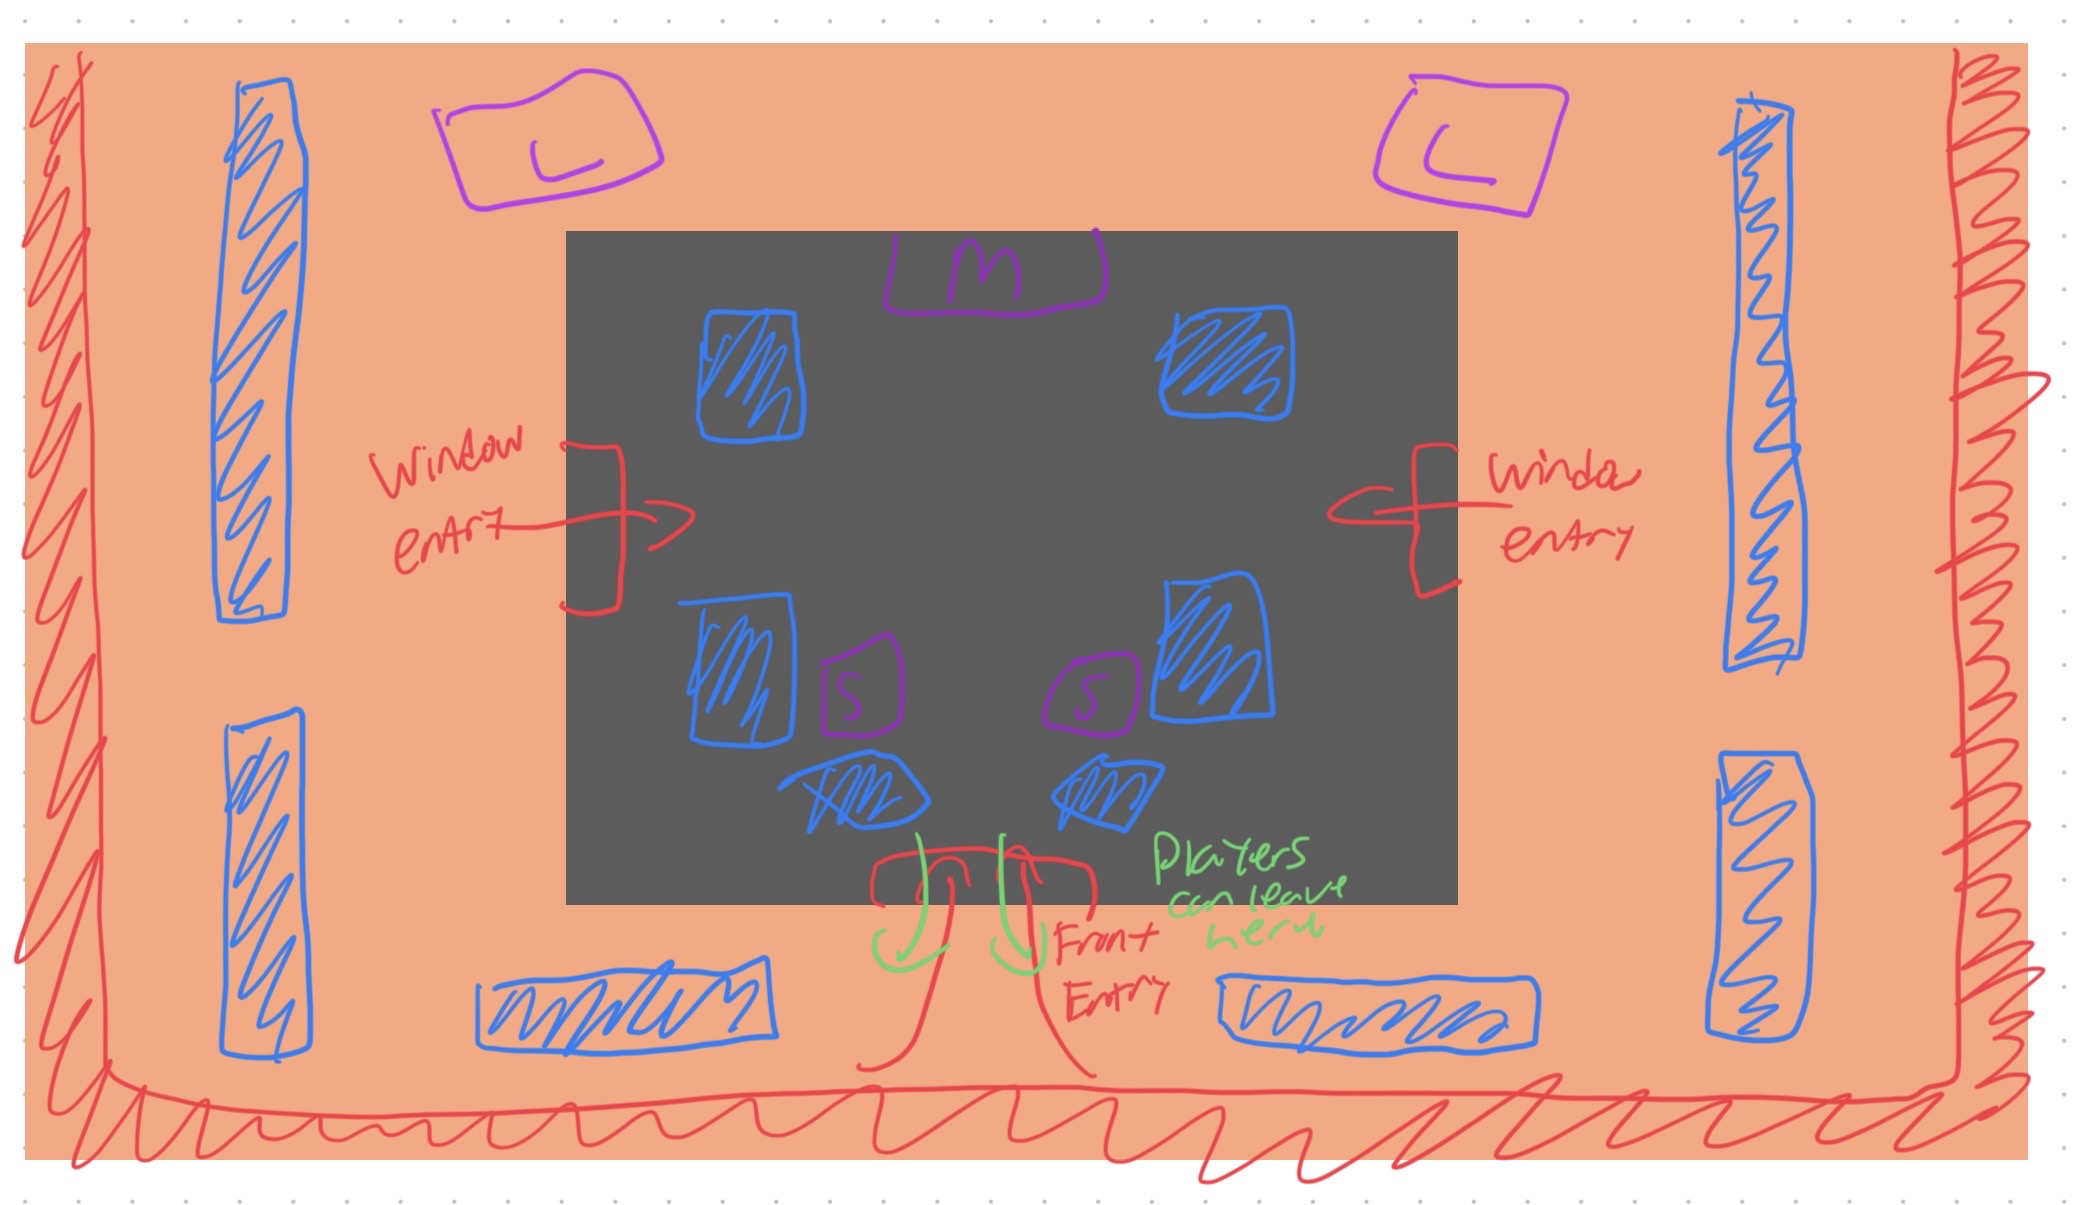 L
L
M
Window
entry
Window
entry
S
S
Players
can leave
here
Front
Entry